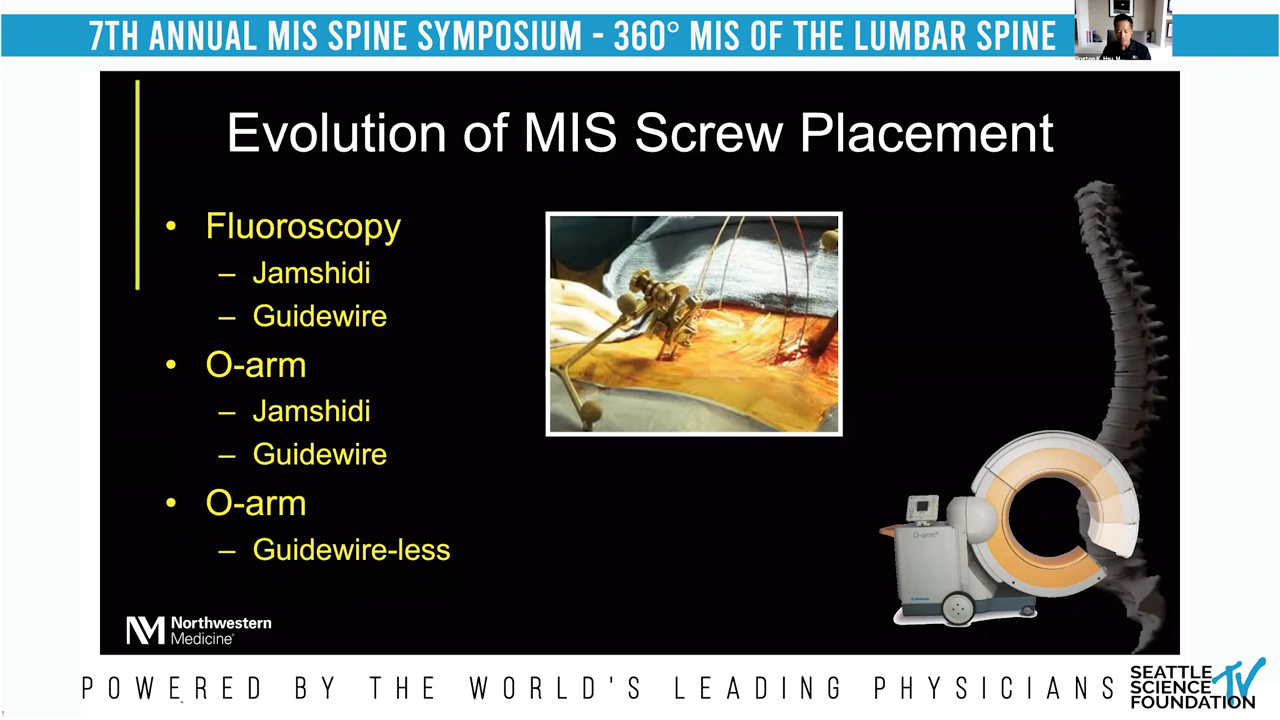 7TH ANNUAL MIS SPINE SYMPOSIUM - 360° MIS OF THE LUMBAR SPINE
Evolution of MIS Screw Placement
• Fluoroscopy
– Jamshidi
– Guidewire
• O-arm
– Jamshidi
– Guidewire
• O-arm
– Guidewire-less
O-arm®
Northwestern
Medicine®
POWERED BY THE WORLD'S LEADING PHYSICIANS
SEATTLE
SCIENCE
FOUNDATION
TV